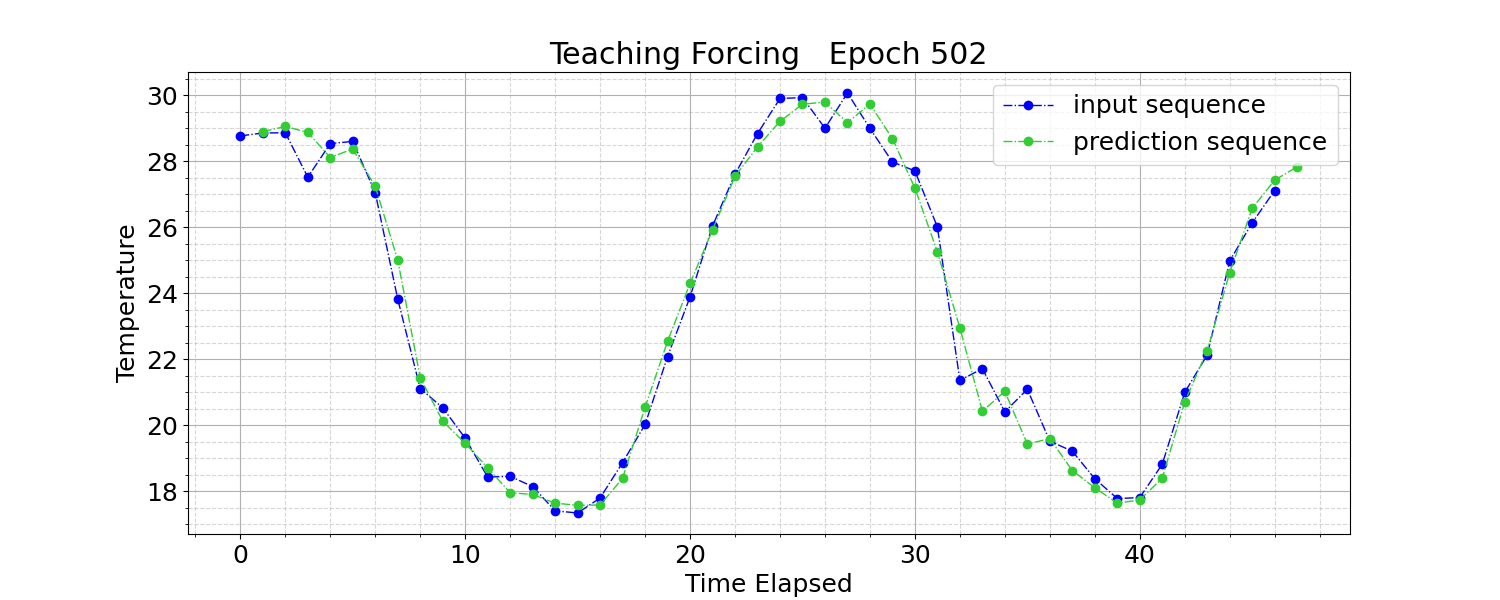 Teaching Forcing   Epoch 502
input sequence
prediction sequence
Temperature
30
28
26
24
22
20
18
0 10 20 30 40
Time Elapsed